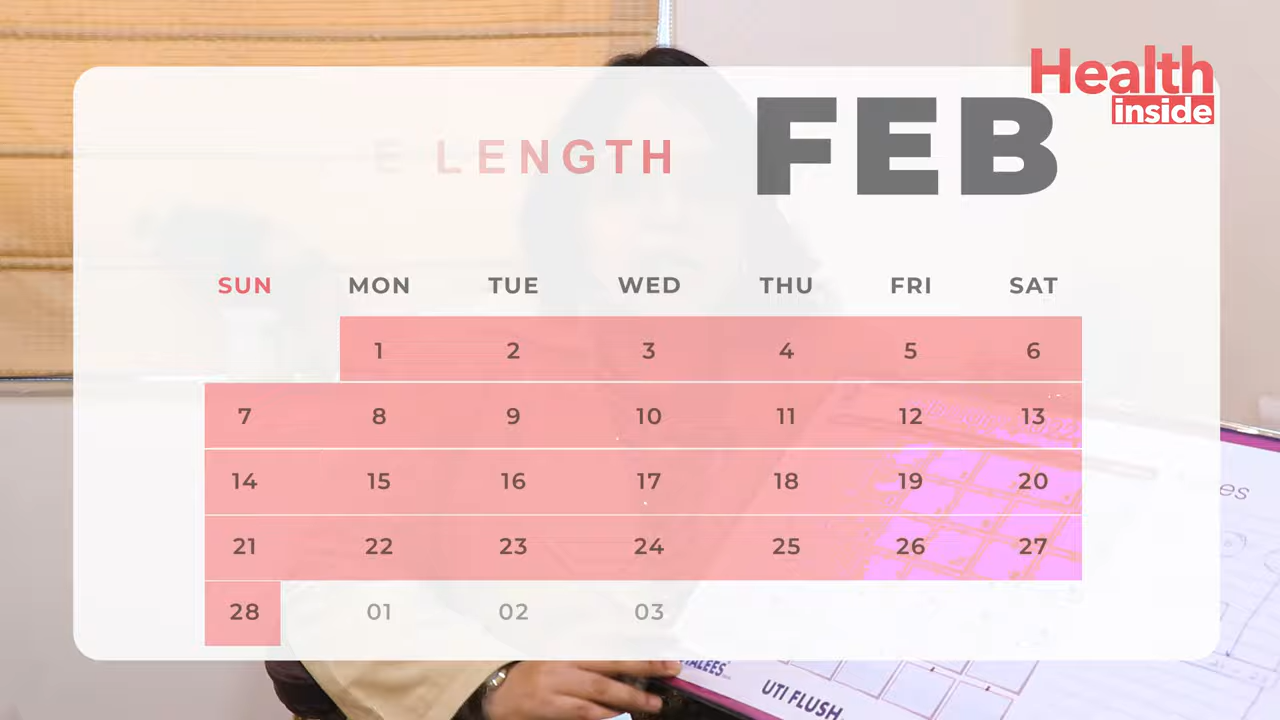 Health
inside
E LENGTH
FEB
SUN MON TUE WED THU FRI SAT
1 2 3 4 5 6
7 8 9 10 11 12 13
14 15 16 17 18 19 20
21 22 23 24 25 26 27
28 01 02 03
es
UTI FLUSH